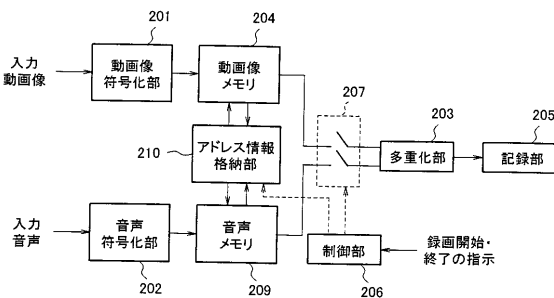 201
204
入力
動画像
動画像
符号化部
動画像
メモリ
207
203
205
210
アドレス情報
格納部
多重化部
記録部
入力
音声
音声
符号化部
音声
メモリ
制御部
録画開始・
終了の指示
202
209
206